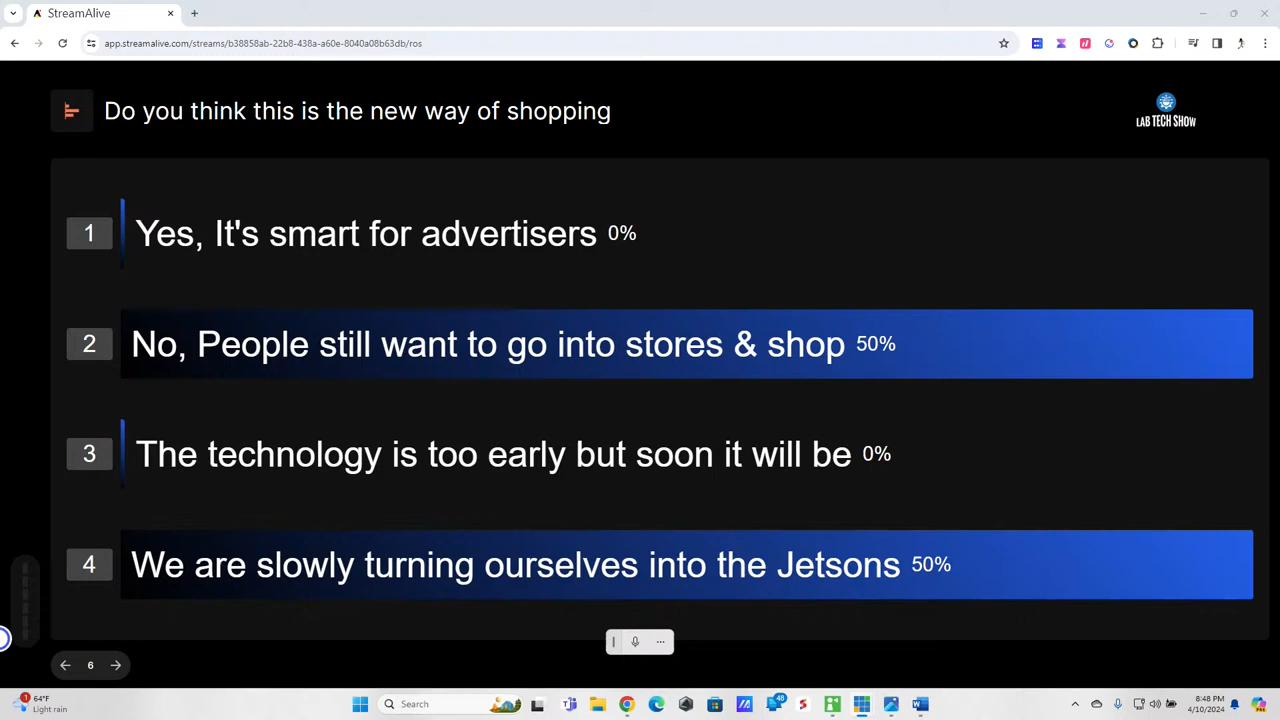 StreamAlive
app.streamalive.com/streams/b38858ab-22b8-438a-a60c-8040a08b63db/ros
Do you think this is the new way of shopping
LAB TECH SHOW
1 Yes, It's smart for advertisers 0%
2 No, People still want to go into stores & shop 50%
3 The technology is too early but soon it will be 0%
4 We are slowly turning ourselves into the Jetsons 50%
6
1
64°F
Light rain
Search
48
8:48 PM
4/10/2024